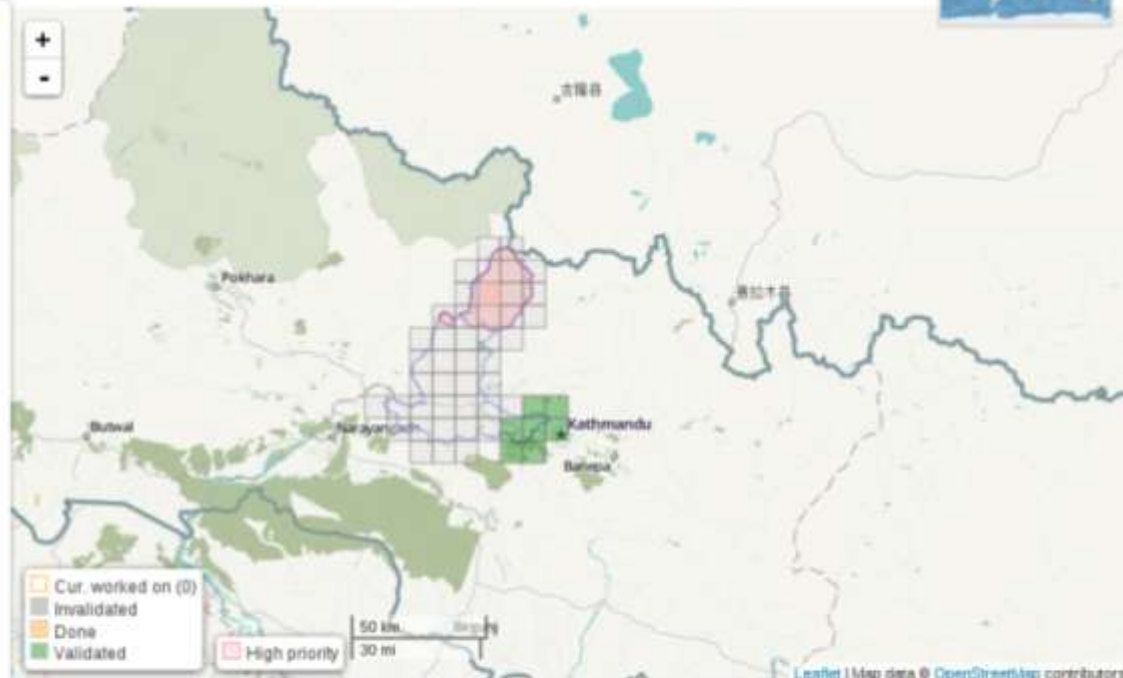 +
-
Pokhara
S
Butwal
Kathmandu
Banepa
Cur. worked on (0)
Invalidated
Done
Validated
High priority
50 km
30 mi
Leaflet | Map data © OpenStreetMap contributors